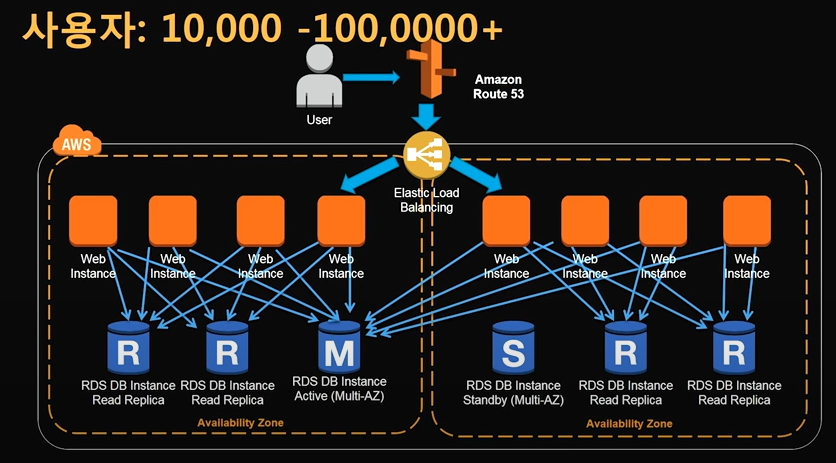 사용자: 10,000 -100,0000+
Amazon
Route 53
User
AWS
Elastic Load
Balancing
Web
Instance
Web
Instance
Web
Instance
Web
Instance
Web
Instance
Web
Instance
Web
Instance
Web
Instance
R
R
M
S
R
R
RDS DB Instance
Read Replica
RDS DB Instance
Read Replica
RDS DB Instance
Active (Multi-AZ)
RDS DB Instance
Standby (Multi-AZ)
RDS DB Instance
Read Replica
RDS DB Instance
Read Replica
Availability Zone
Availability Zone